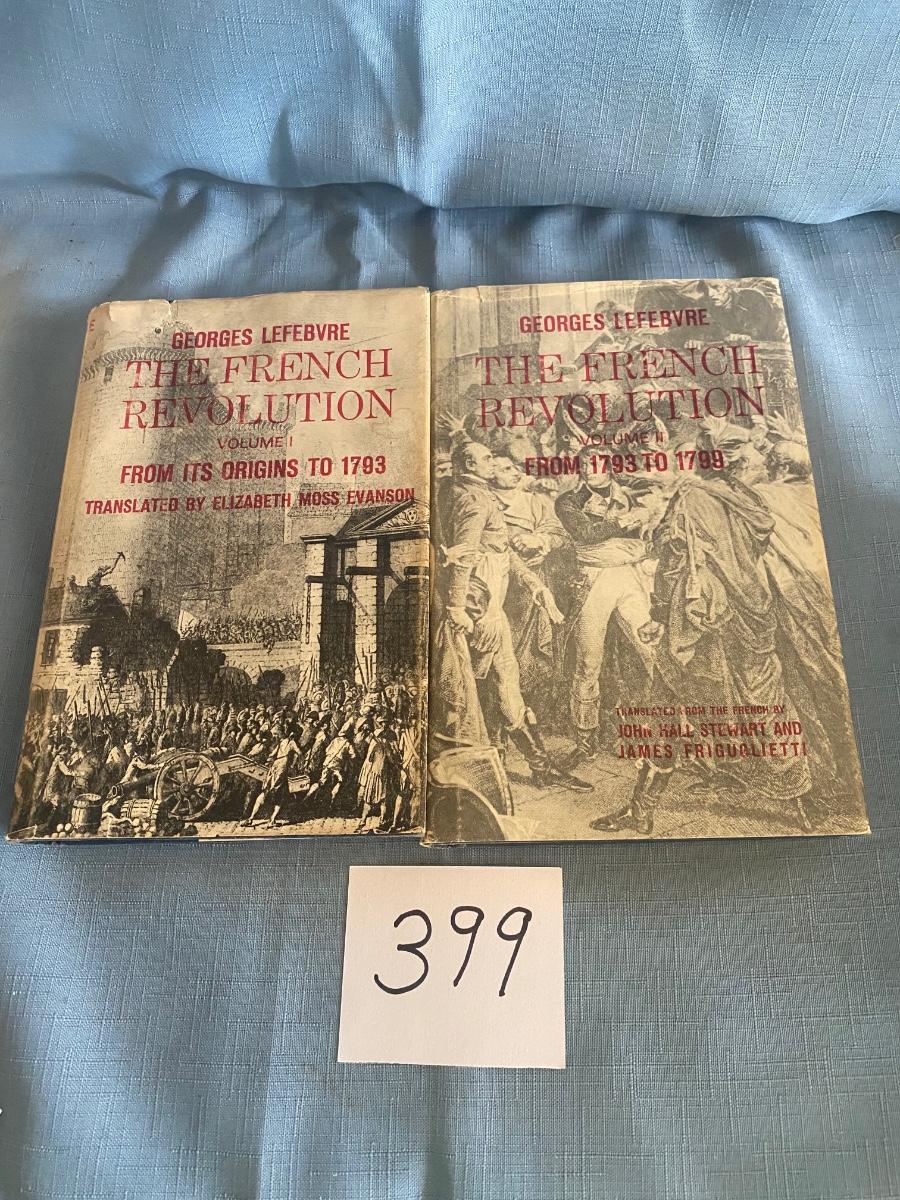 GEORGES LEFEBVRE
THE FRENCH
REVOLUTION
VOLUME I
FROM ITS ORIGINS TO 1793
TRANSLATED BY ELIZABETH MOSS EVANSON
GEORGES LEFEBVRE
THE FRENCH
REVOLUTION
VOLUME II
FROM 1793 TO 1799
TRANSLATED FROM THE FRENCH BY
JOHN HALL STEWART AND
JAMES FRIGUGLIETTI
399